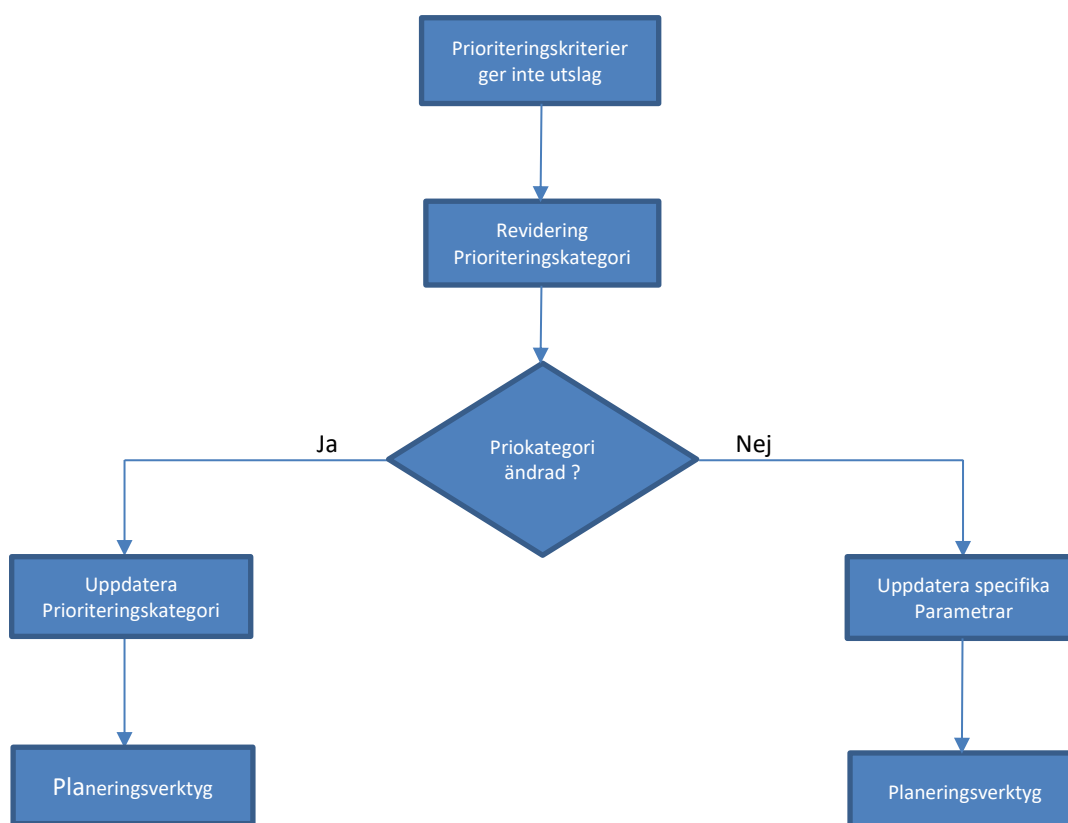 Prioriteringskriterier
ger inte utslag
Revidering
Prioriteringskategori
Priokategori
ändrad ?
Ja
Nej
Uppdatera
Prioriteringskategori
Uppdatera specifika
Parametrar
Planeringsverktyg
Planeringsverktyg